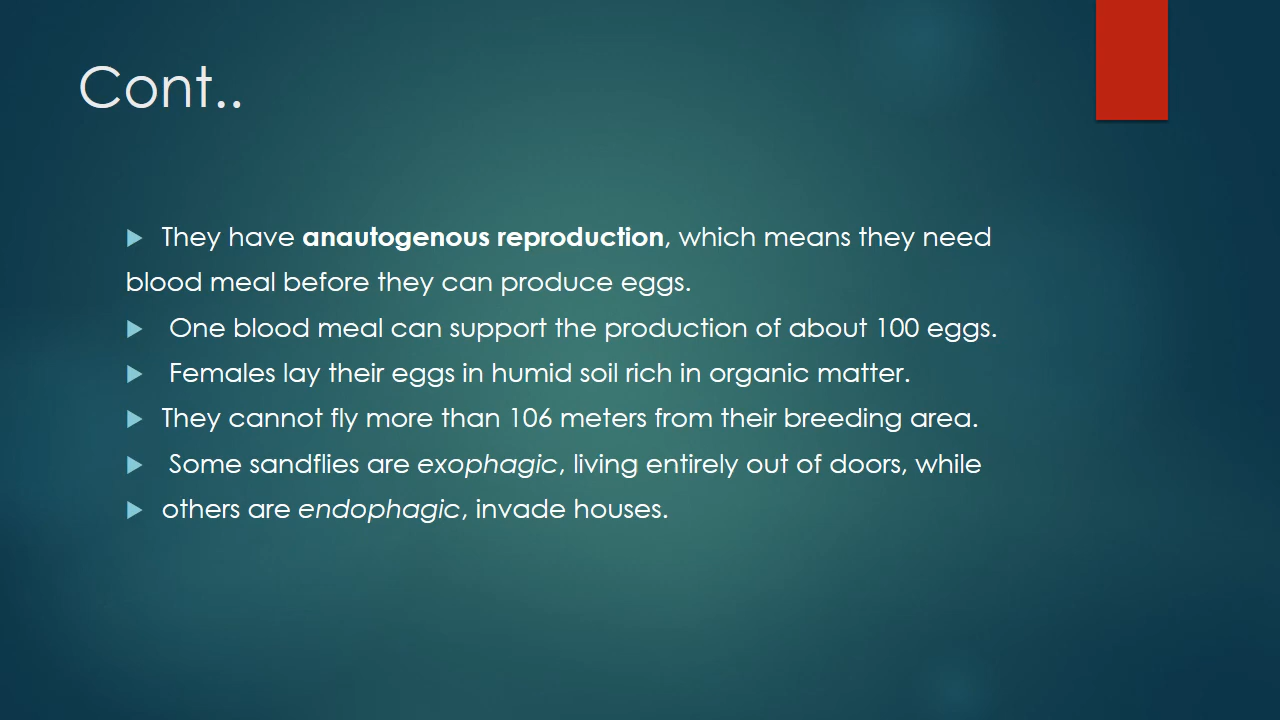 Cont..
They have anautogenous reproduction, which means they need
blood meal before they can produce eggs.
One blood meal can support the production of about 100 eggs.
Females lay their eggs in humid soil rich in organic matter.
They cannot fly more than 106 meters from their breeding area.
Some sandflies are exophagic, living entirely out of doors, while
others are endophagic, invade houses.